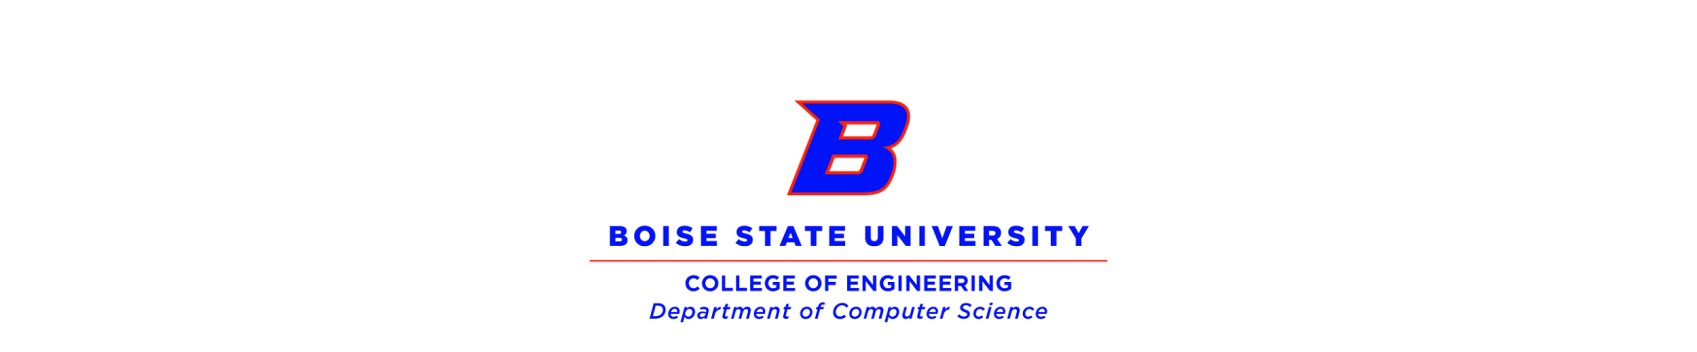 B
BOISE STATE UNIVERSITY
COLLEGE OF ENGINEERING
Department of Computer Science